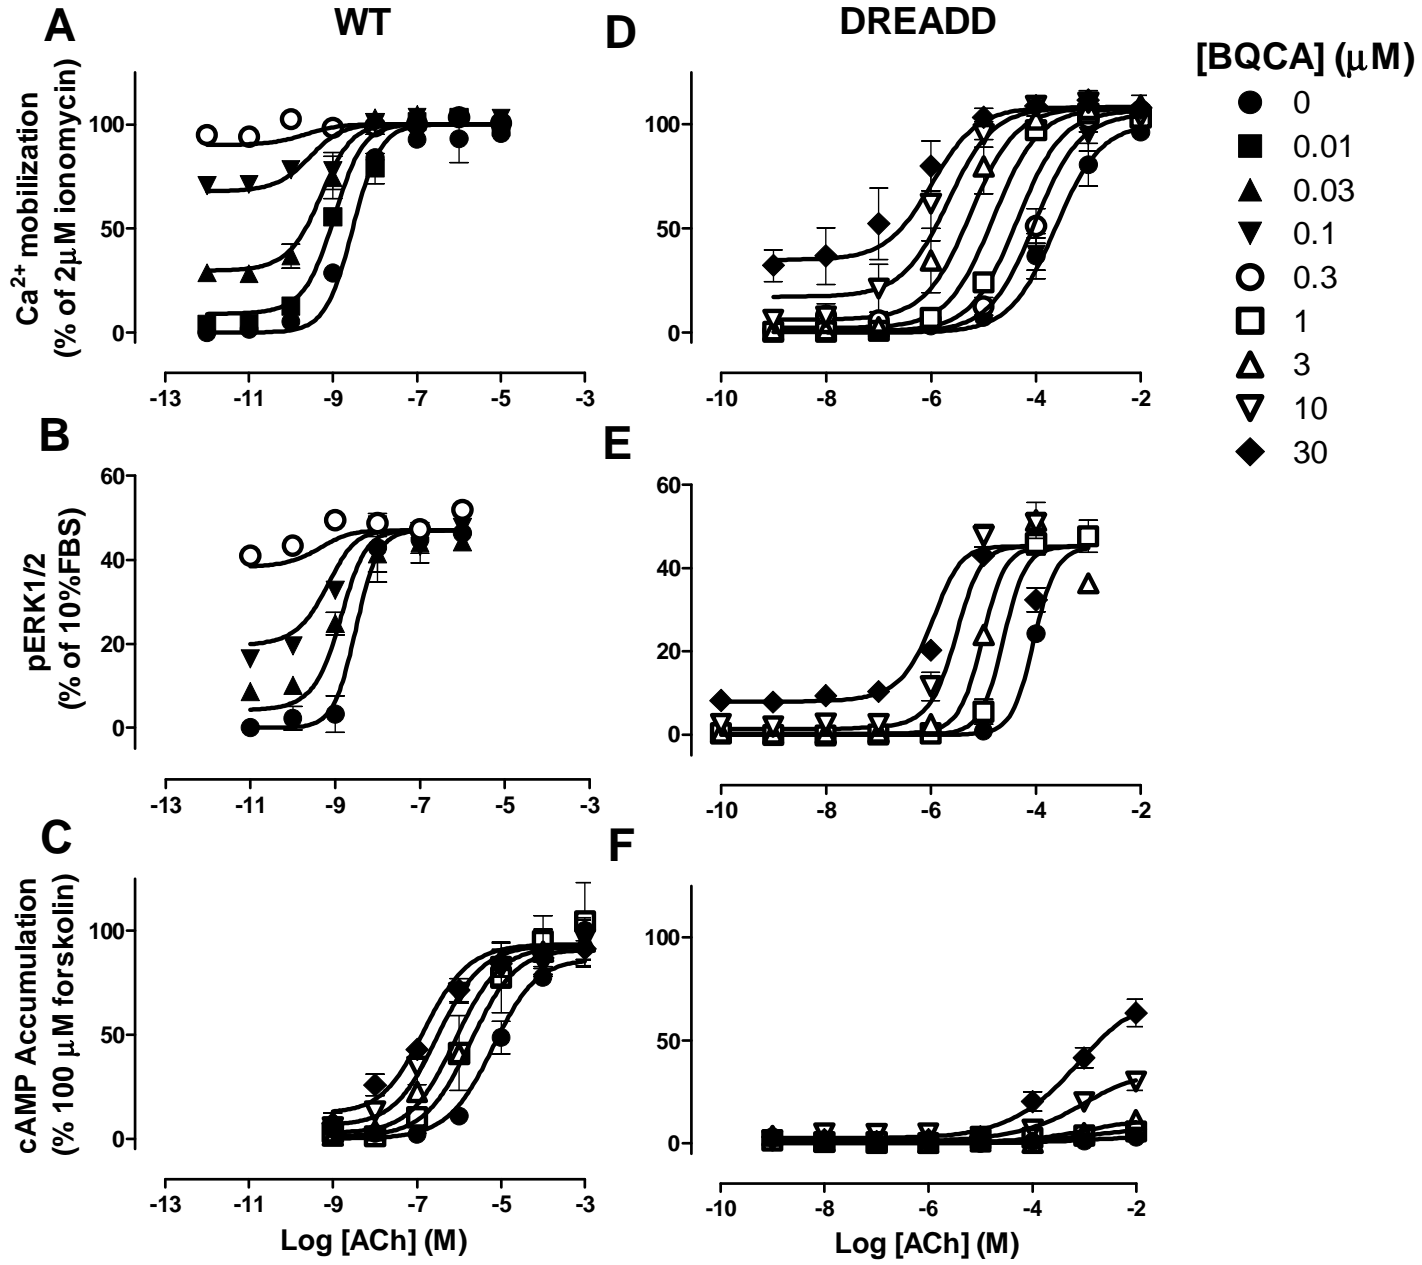 A
WT
D
DREADD
[BQCA] (µM)
0
0.01
0.03
0.1
0.3
1
3
10
30
Ca2+ mobilization
(% of 2µM ionomycin)
100
50
0
-13 -11 -9 -7 -5 -3
100
50
0
-10 -8 -6 -4 -2
B
pERK1/2
(% of 10%FBS)
60
40
20
0
-13 -11 -9 -7 -5 -3
E
60
40
20
0
-10 -8 -6 -4 -2
C
cAMP Accumulation
(% 100 µM forskolin)
100
50
0
-13 -11 -9 -7 -5 -3
Log [ACh] (M)
F
100
50
0
-10 -8 -6 -4 -2
Log [ACh] (M)